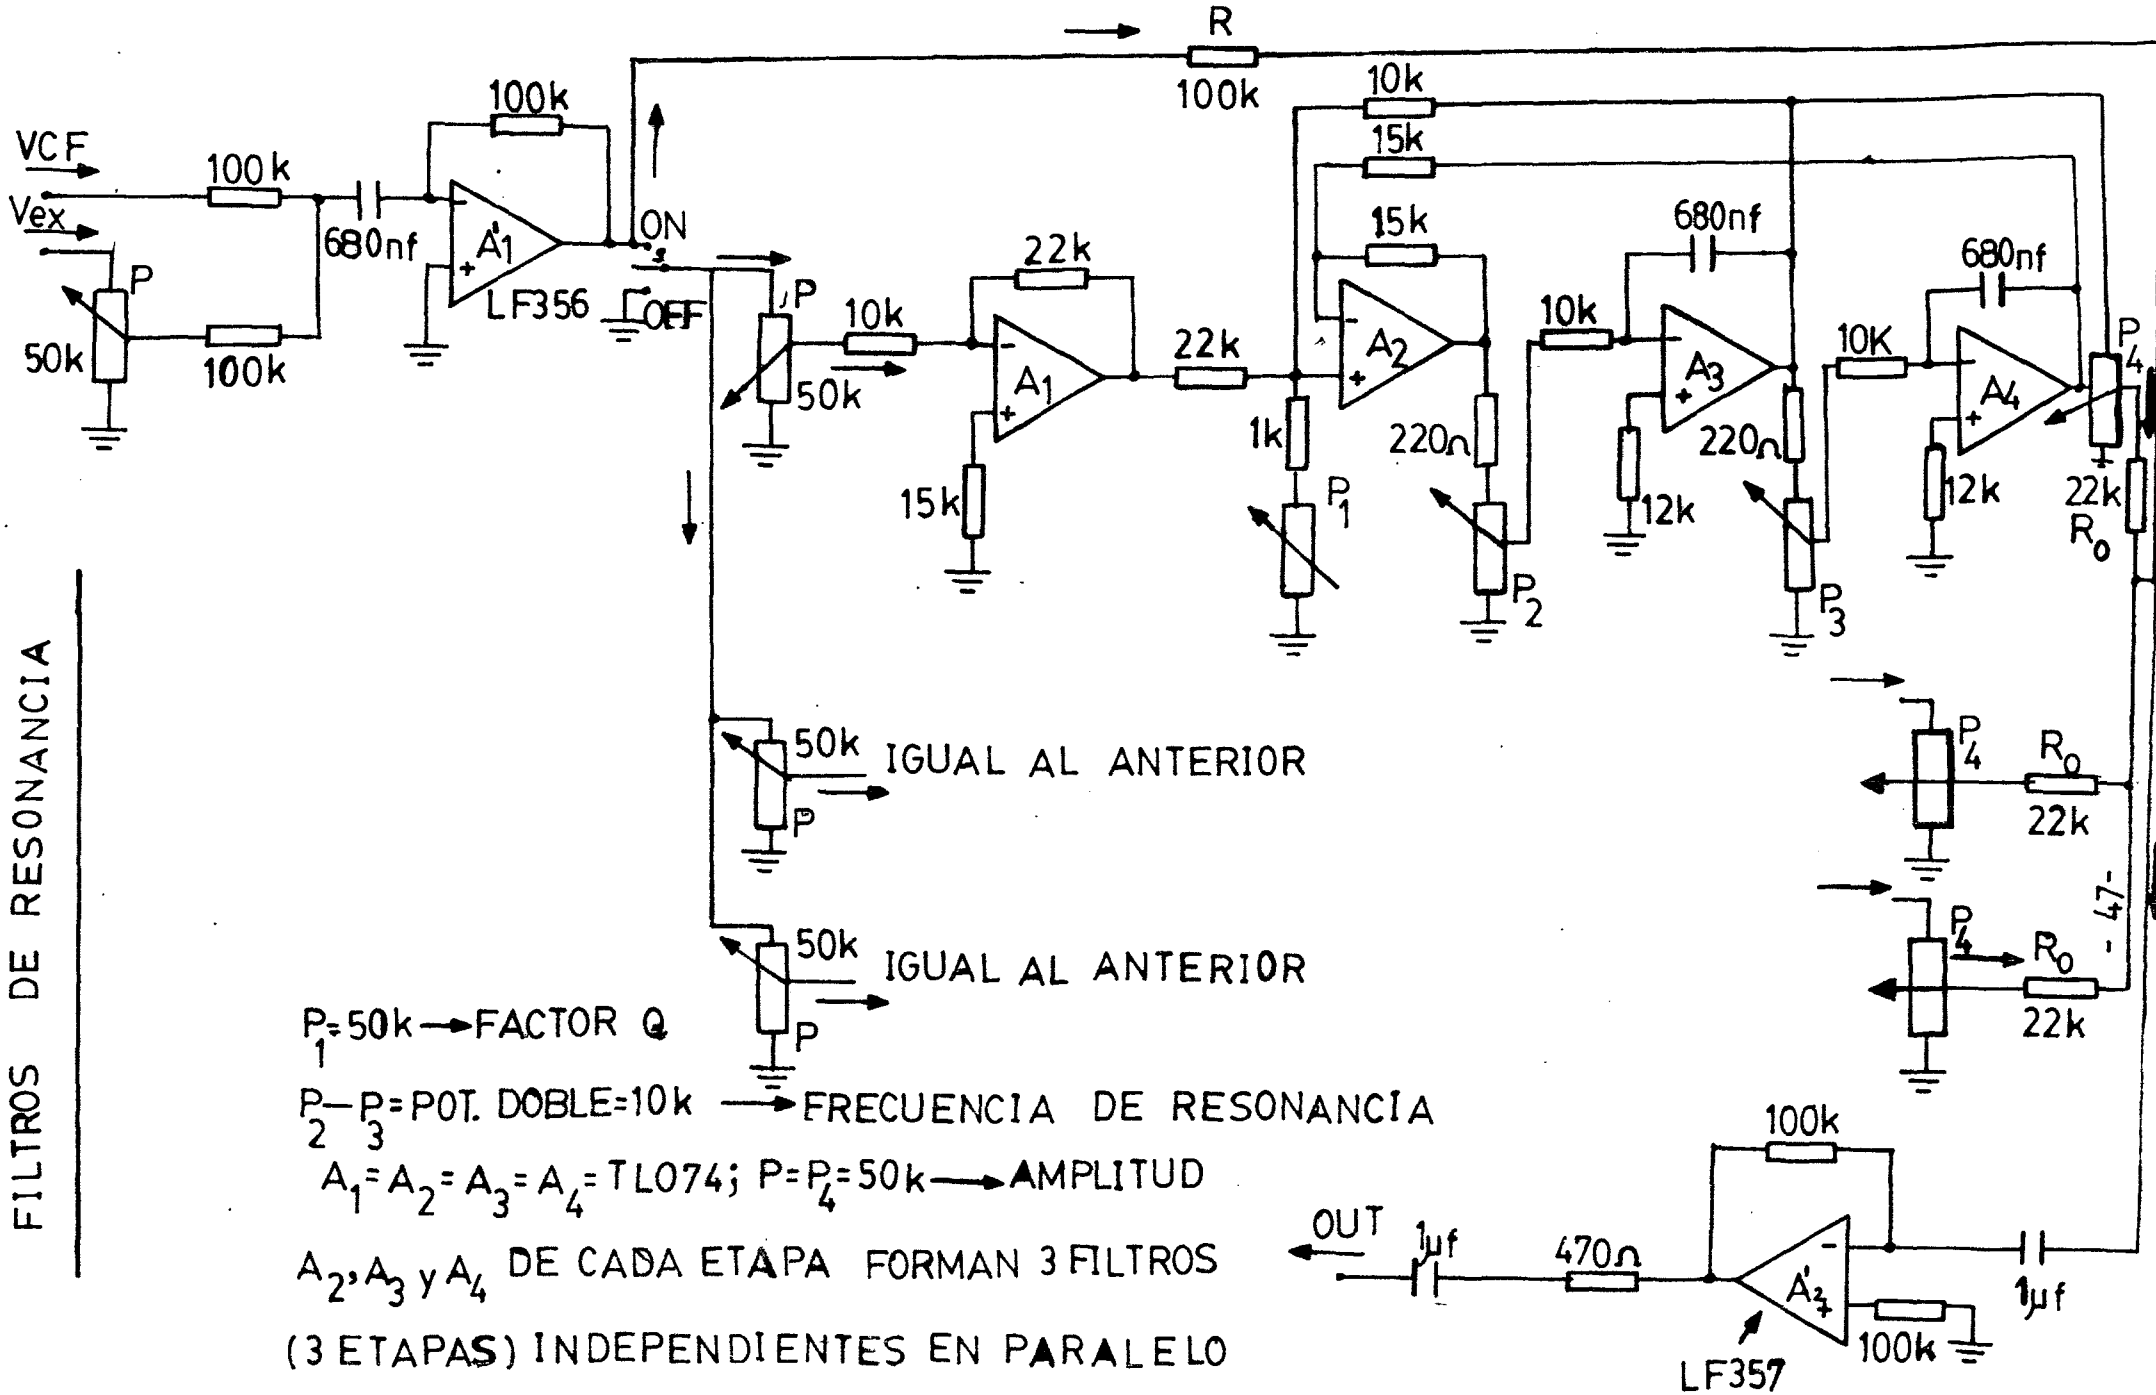 R
100k
10k
15k
15k
100k
VCF
100k
Vex
680nf
A'1
LF356
ON
s
OFF
P
50k
100k
P
50k
10k
22k
A1
15k
22k
1k
P1
A2
220Ω
P2
10k
680nf
A3
12k
220Ω
P3
10K
680nf
A4
12k
P4
22k
R0
50k
P
IGUAL AL ANTERIOR
P4
R0
22k
50k
P
IGUAL AL ANTERIOR
P4
R0
22k
- 47 -
FILTROS DE RESONANCIA
P1=50k → FACTOR Q
P2–P3=POT. DOBLE=10k → FRECUENCIA DE RESONANCIA
A1=A2=A3=A4=TL074; P=P4=50k → AMPLITUD
A2,A3 y A4 DE CADA ETAPA FORMAN 3 FILTROS
(3 ETAPAS) INDEPENDIENTES EN PARALELO
OUT
1µf
470Ω
100k
A'2
LF357
100k
1µf